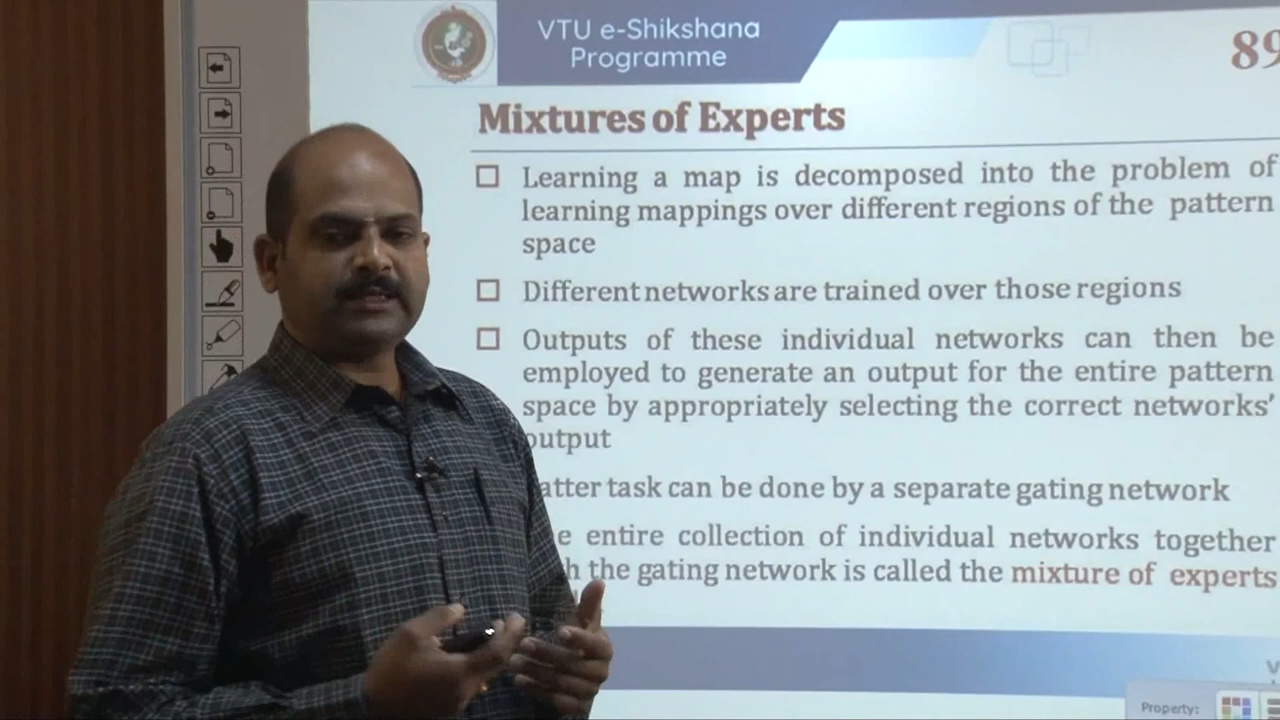 VTU e-Shikshana
Programme
89
Mixtures of Experts
Learning a map is decomposed into the problem of
learning mappings over different regions of the pattern
space
Different networks are trained over those regions
Outputs of these individual networks can then be
employed to generate an output for the entire pattern
space by appropriately selecting the correct networks'
output
atter task can be done by a separate gating network
e entire collection of individual networks together
h the gating network is called the mixture of experts
Property: